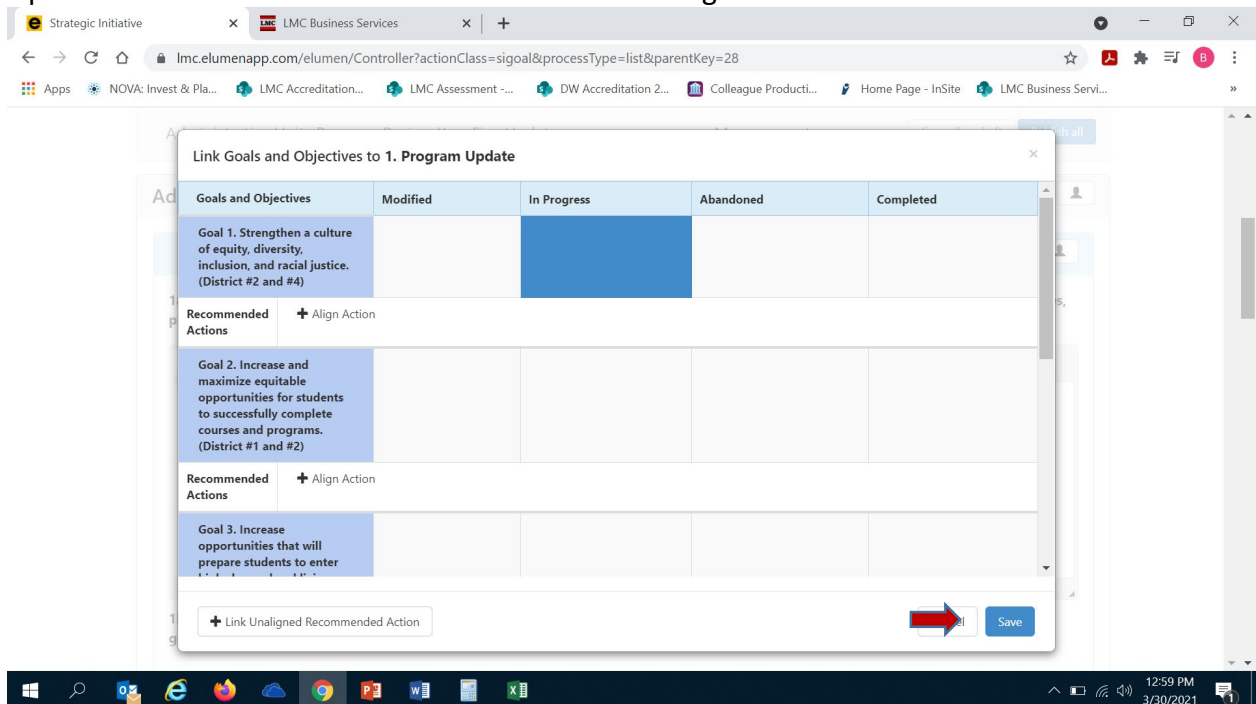 Strategic Initiative
LMC LMC Business Services
lmc.elumenapp.com/elumen/Controller?actionClass=sigoal&processType=list&parentKey=28
B
Apps NOVA: Invest & Pla... LMC Accreditation... LMC Assessment -... DW Accreditation 2... Colleague Producti... Home Page - InSite LMC Business Servi... »
Link Goals and Objectives to 1. Program Update
Goals and Objectives Modified In Progress Abandoned Completed
Goal 1. Strengthen a culture
of equity, diversity,
inclusion, and racial justice.
(District #2 and #4)
Recommended
Actions
Align Action
Goal 2. Increase and
maximize equitable
opportunities for students
to successfully complete
courses and programs.
(District #1 and #2)
Recommended
Actions
Align Action
Goal 3. Increase
opportunities that will
prepare students to enter
Link Unaligned Recommended Action
Save
12:59 PM
3/30/2021
1